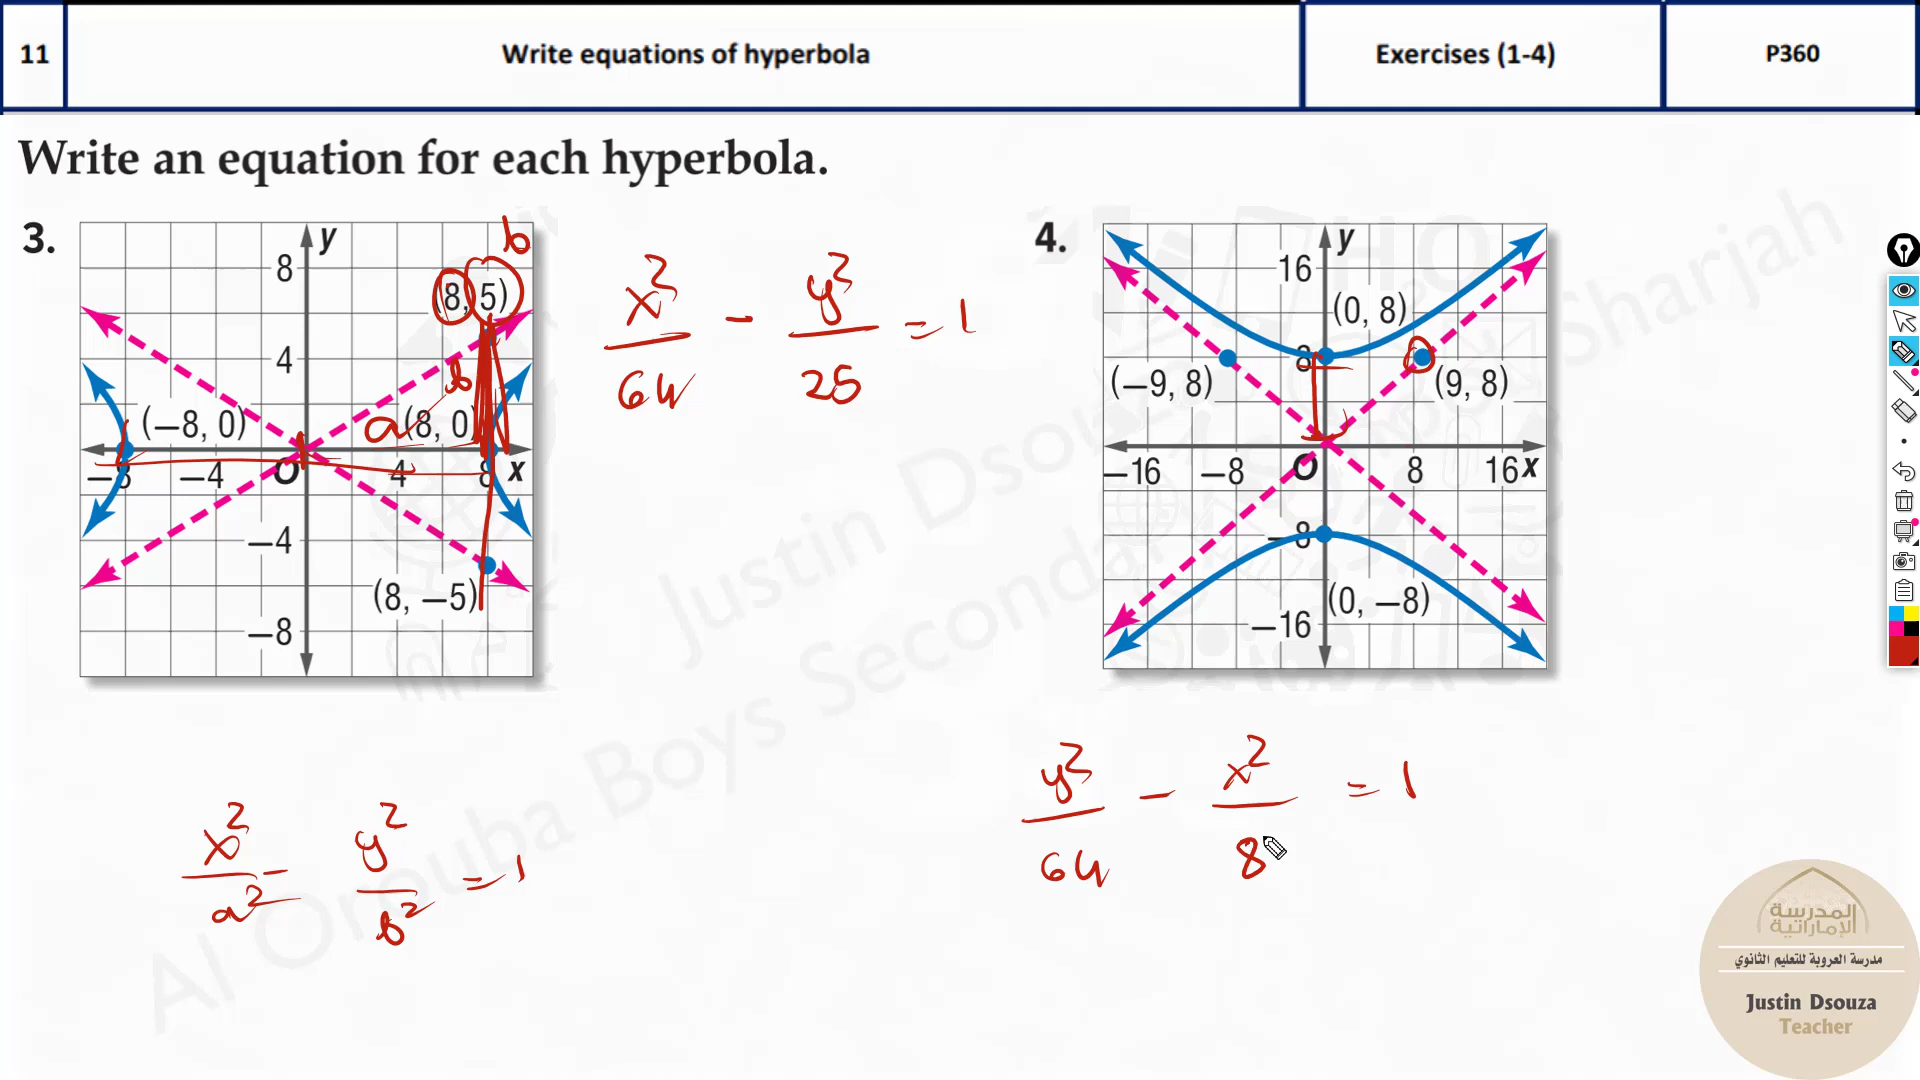 11
Write equations of hyperbola
Exercises (1-4)
P360
Write an equation for each hyperbola.
3.
y
8
4
−4
−8
−8
−4
O
4
8
x
(8, 5)
(−8, 0)
(8, 0)
(8, −5)
b
b
a
x²/64 − y²/25 = 1
x²/a² − y²/b² = 1
4.
y
16
8
−8
−16
−16
−8
O
8
16
x
(0, 8)
(−9, 8)
(9, 8)
(0, −8)
y²/64 − x²/8 = 1
Al Orouba Boys Secondar
Justin Dsouza
Sharjah
المدرسة
الإماراتية
مدرسة العروبة للتعليم الثانوي
Justin Dsouza
Teacher